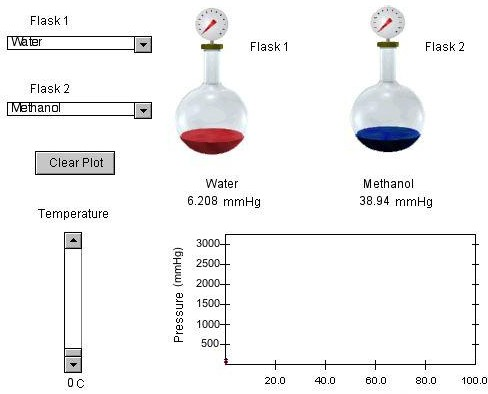 Flask 1
Water
Flask 2
Methanol
Clear Plot
Flask 1
Flask 2
Water
6.208 mmHg
Methanol
38.94 mmHg
Temperature
0 C
Pressure (mmHg)
3000
2500
2000
1500
1000
500
20.0 40.0 60.0 80.0 100.0